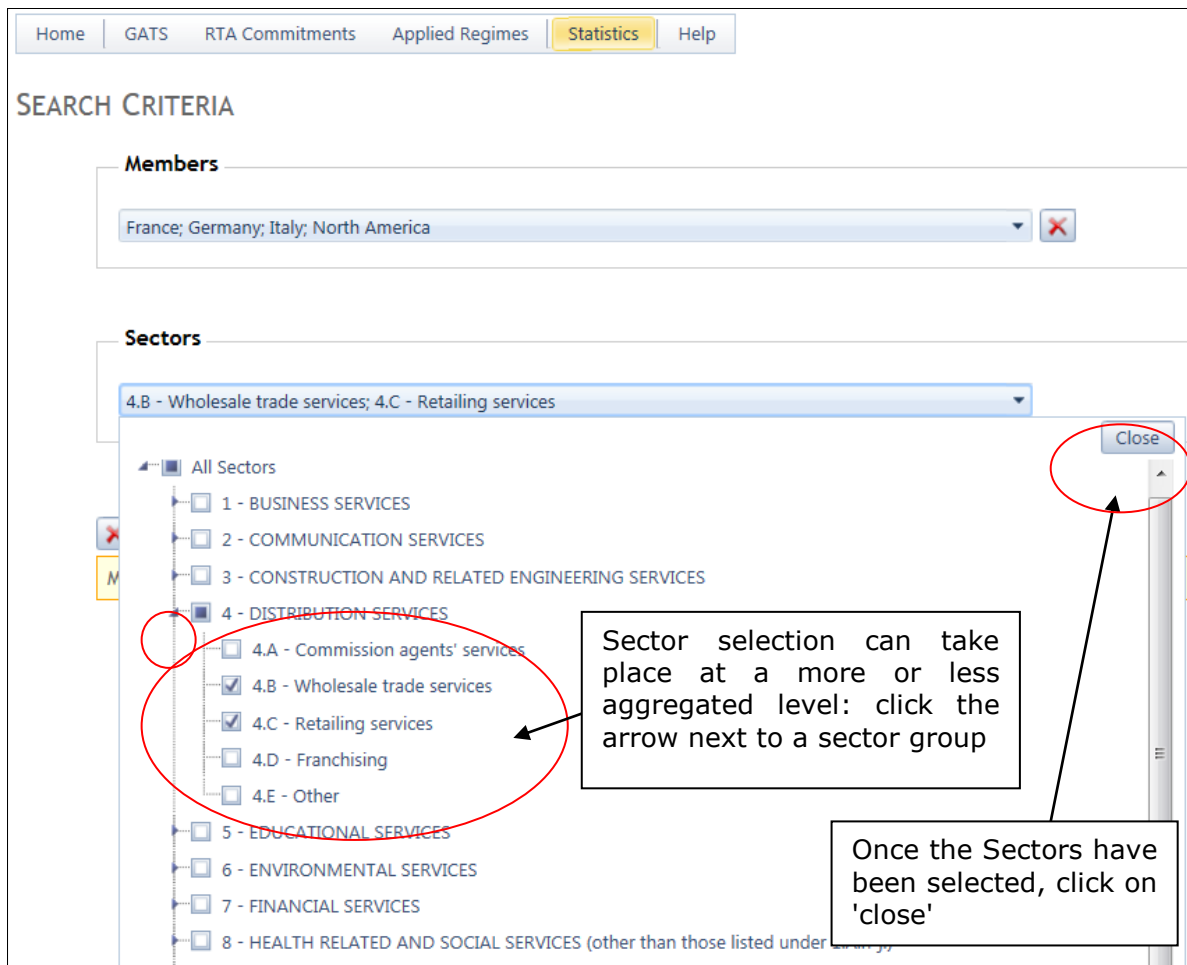 Home GATS RTA Commitments Applied Regimes Statistics Help
SEARCH CRITERIA
Members
France; Germany; Italy; North America
Sectors
4.B - Wholesale trade services; 4.C - Retailing services
Close
All Sectors
1 - BUSINESS SERVICES
2 - COMMUNICATION SERVICES
3 - CONSTRUCTION AND RELATED ENGINEERING SERVICES
M
4 - DISTRIBUTION SERVICES
4.A - Commission agents' services
4.B - Wholesale trade services
4.C - Retailing services
4.D - Franchising
4.E - Other
Sector selection can take
place at a more or less
aggregated level: click the
arrow next to a sector group
5 - EDUCATIONAL SERVICES
6 - ENVIRONMENTAL SERVICES
7 - FINANCIAL SERVICES
8 - HEALTH RELATED AND SOCIAL SERVICES (other than those listed under
Once the Sectors have
been selected, click on
'close'